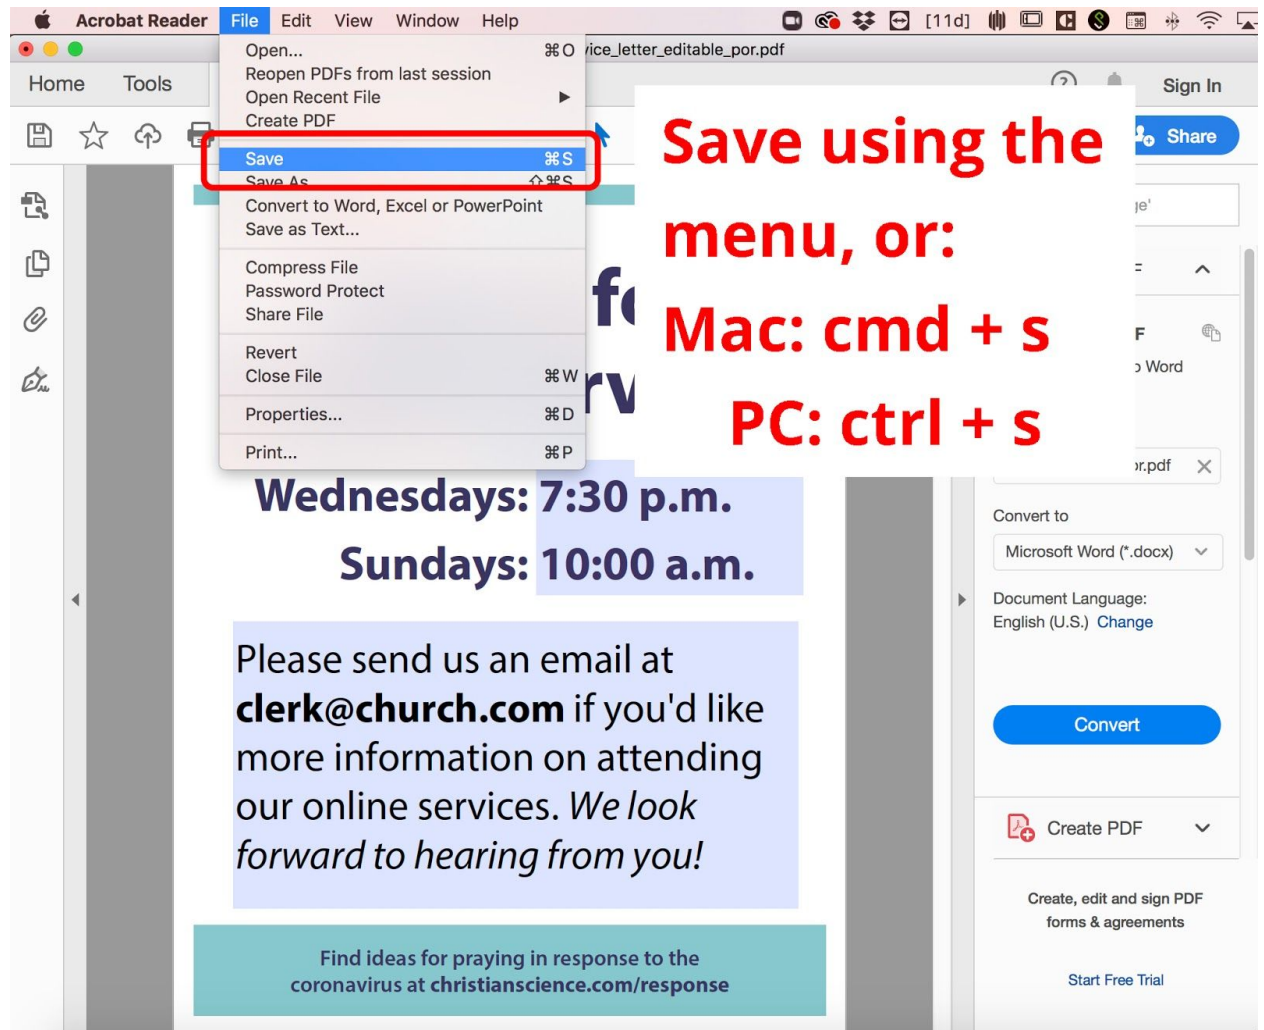 Acrobat Reader File Edit View Window Help [11d]
vice_letter_editable_por.pdf
Home Tools Sign In
Share
Open... ⌘O
Reopen PDFs from last session
Open Recent File ▶
Create PDF
Save ⌘S
Save As ⇧⌘S
Convert to Word, Excel or PowerPoint
Save as Text...
Compress File
Password Protect
Share File
Revert
Close File ⌘W
Properties... ⌘D
Print... ⌘P
Save using the
menu, or:
Mac: cmd + s
PC: ctrl + s
Wednesdays: 7:30 p.m.
Sundays: 10:00 a.m.
Please send us an email at
clerk@church.com if you'd like
more information on attending
our online services. We look
forward to hearing from you!
Find ideas for praying in response to the
coronavirus at christianscience.com/response
Word
or.pdf
Convert to
Microsoft Word (*.docx)
Document Language:
English (U.S.) Change
Convert
Create PDF
Create, edit and sign PDF
forms & agreements
Start Free Trial